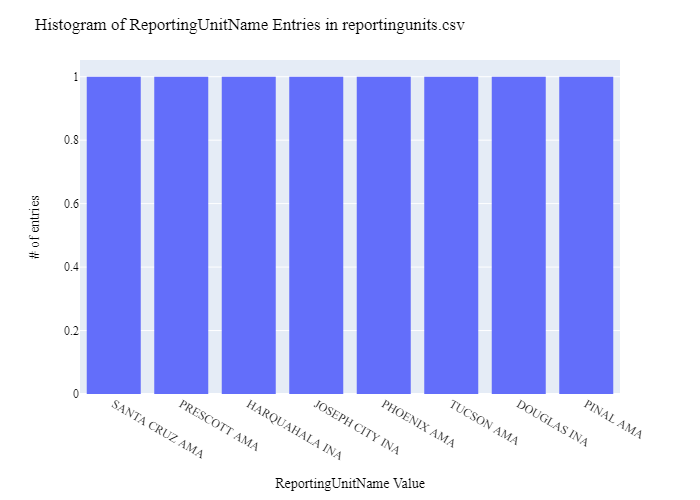 Histogram of ReportingUnitName Entries in reportingunits.csv
1
0.8
0.6
0.4
0.2
0
# of entries
SANTA CRUZ AMA
PRESCOTT AMA
HARQUAHALA INA
JOSEPH CITY INA
PHOENIX AMA
TUCSON AMA
DOUGLAS INA
PINAL AMA
ReportingUnitName Value